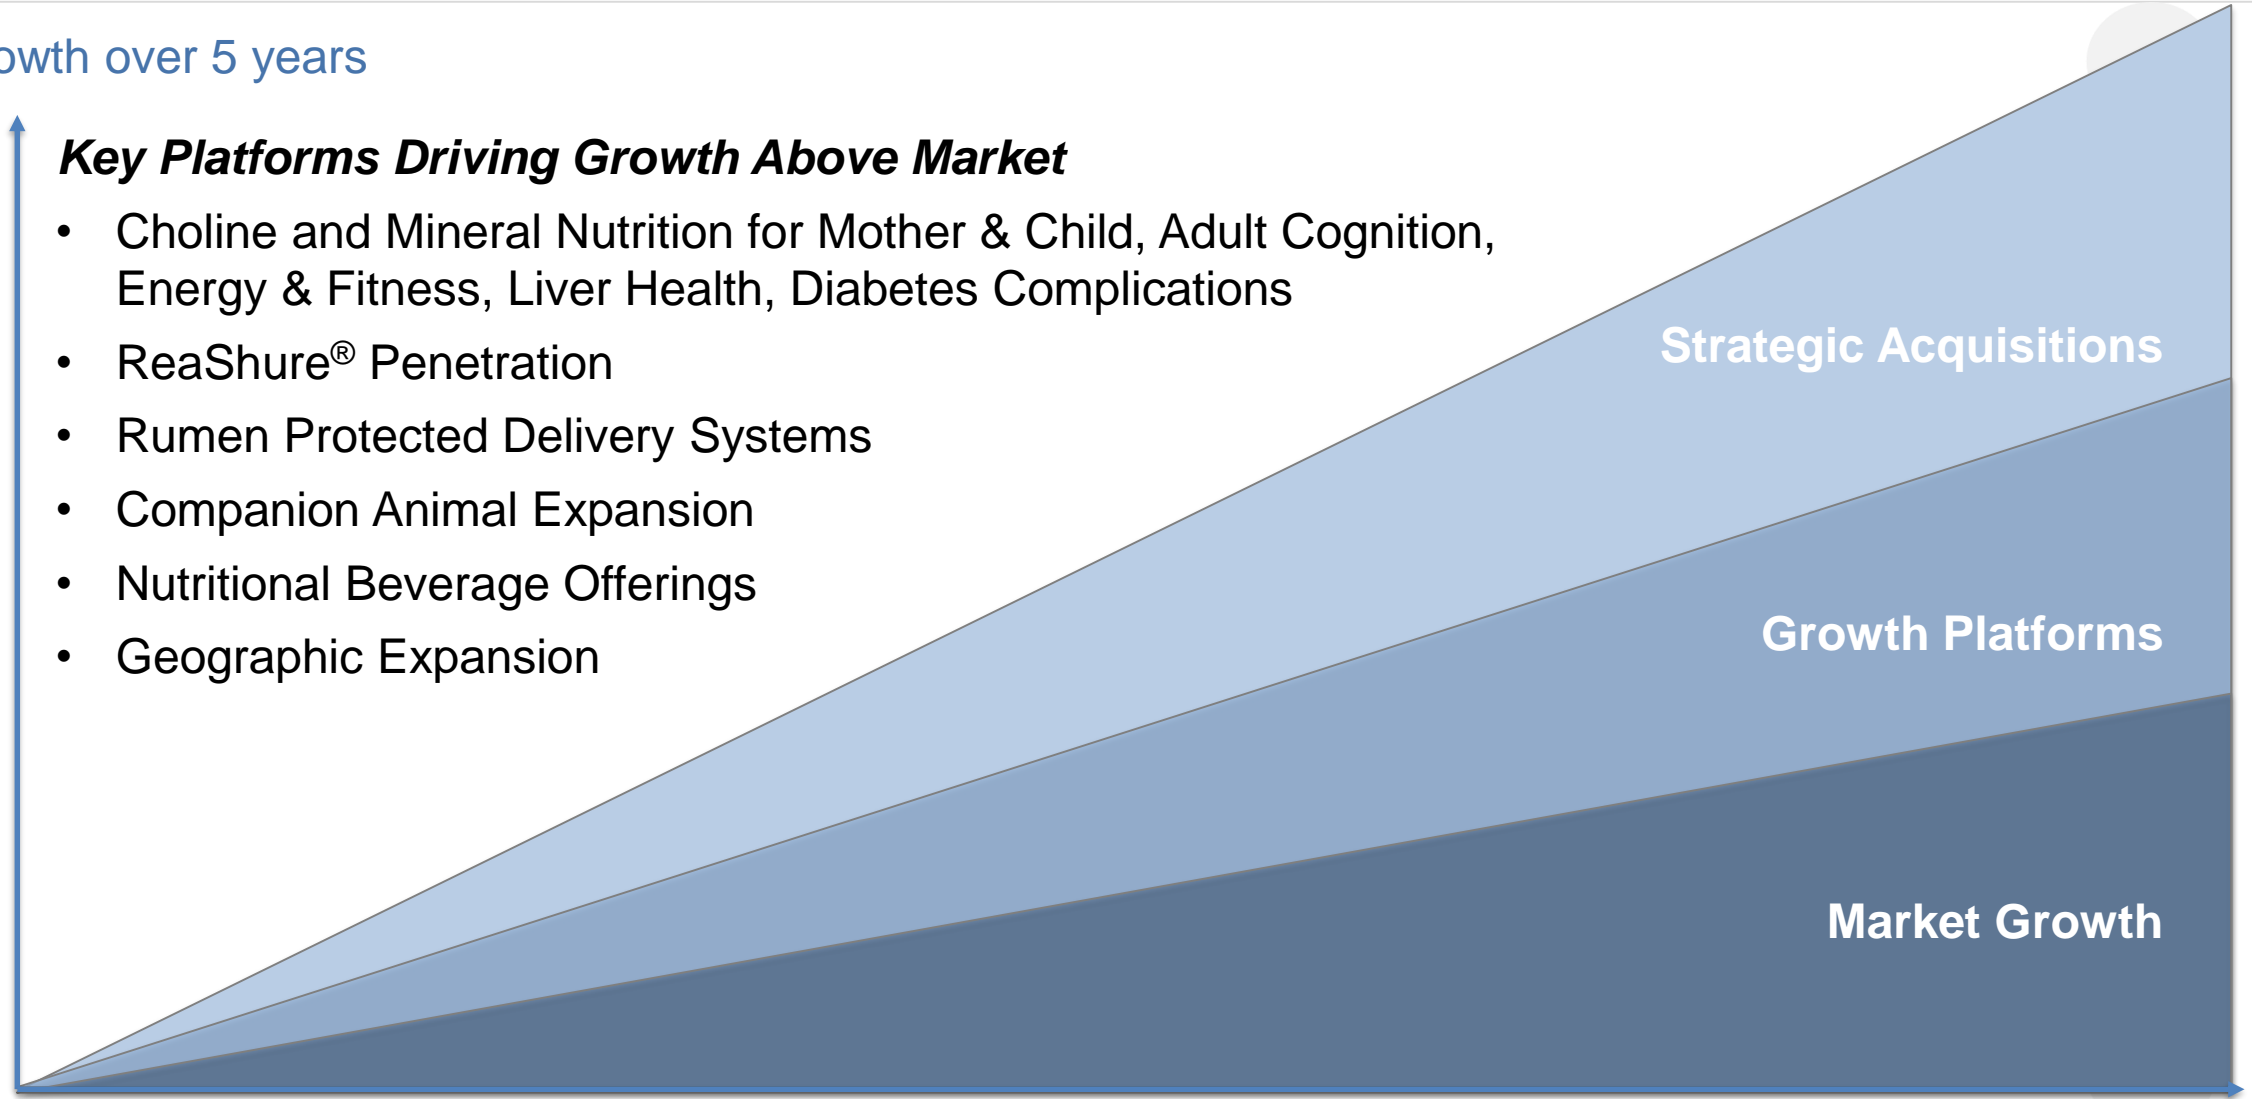 owth over 5 years
Key Platforms Driving Growth Above Market
• Choline and Mineral Nutrition for Mother & Child, Adult Cognition,
Energy & Fitness, Liver Health, Diabetes Complications
• ReaShure® Penetration
• Rumen Protected Delivery Systems
• Companion Animal Expansion
• Nutritional Beverage Offerings
• Geographic Expansion
Strategic Acquisitions
Growth Platforms
Market Growth